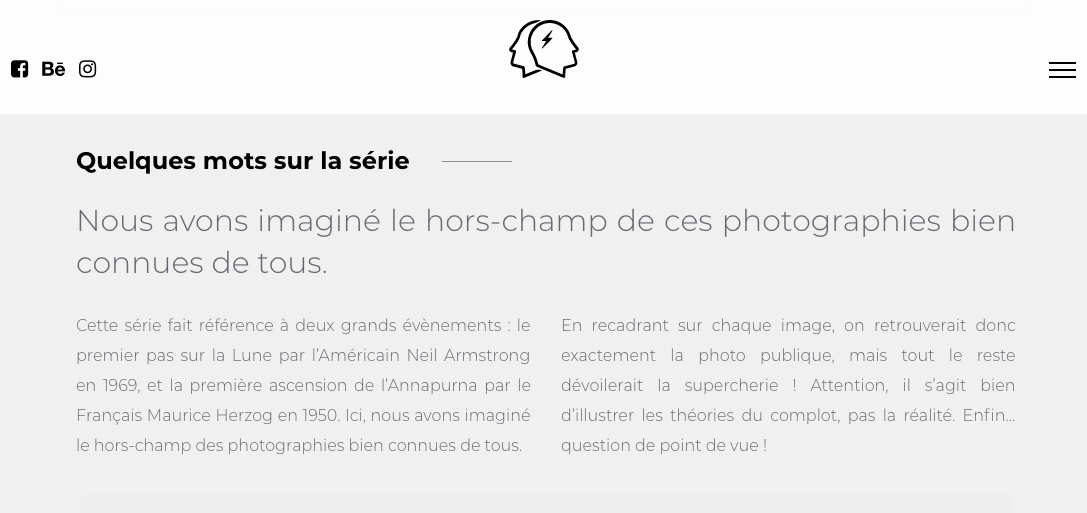 Bē
Quelques mots sur la série
Nous avons imaginé le hors-champ de ces photographies bien
connues de tous.
Cette série fait référence à deux grands évènements : le
premier pas sur la Lune par l’Américain Neil Armstrong
en 1969, et la première ascension de l’Annapurna par le
Français Maurice Herzog en 1950. Ici, nous avons imaginé
le hors-champ des photographies bien connues de tous.
En recadrant sur chaque image, on retrouverait donc
exactement la photo publique, mais tout le reste
dévoilerait la supercherie ! Attention, il s’agit bien
d’illustrer les théories du complot, pas la réalité. Enfin…
question de point de vue !